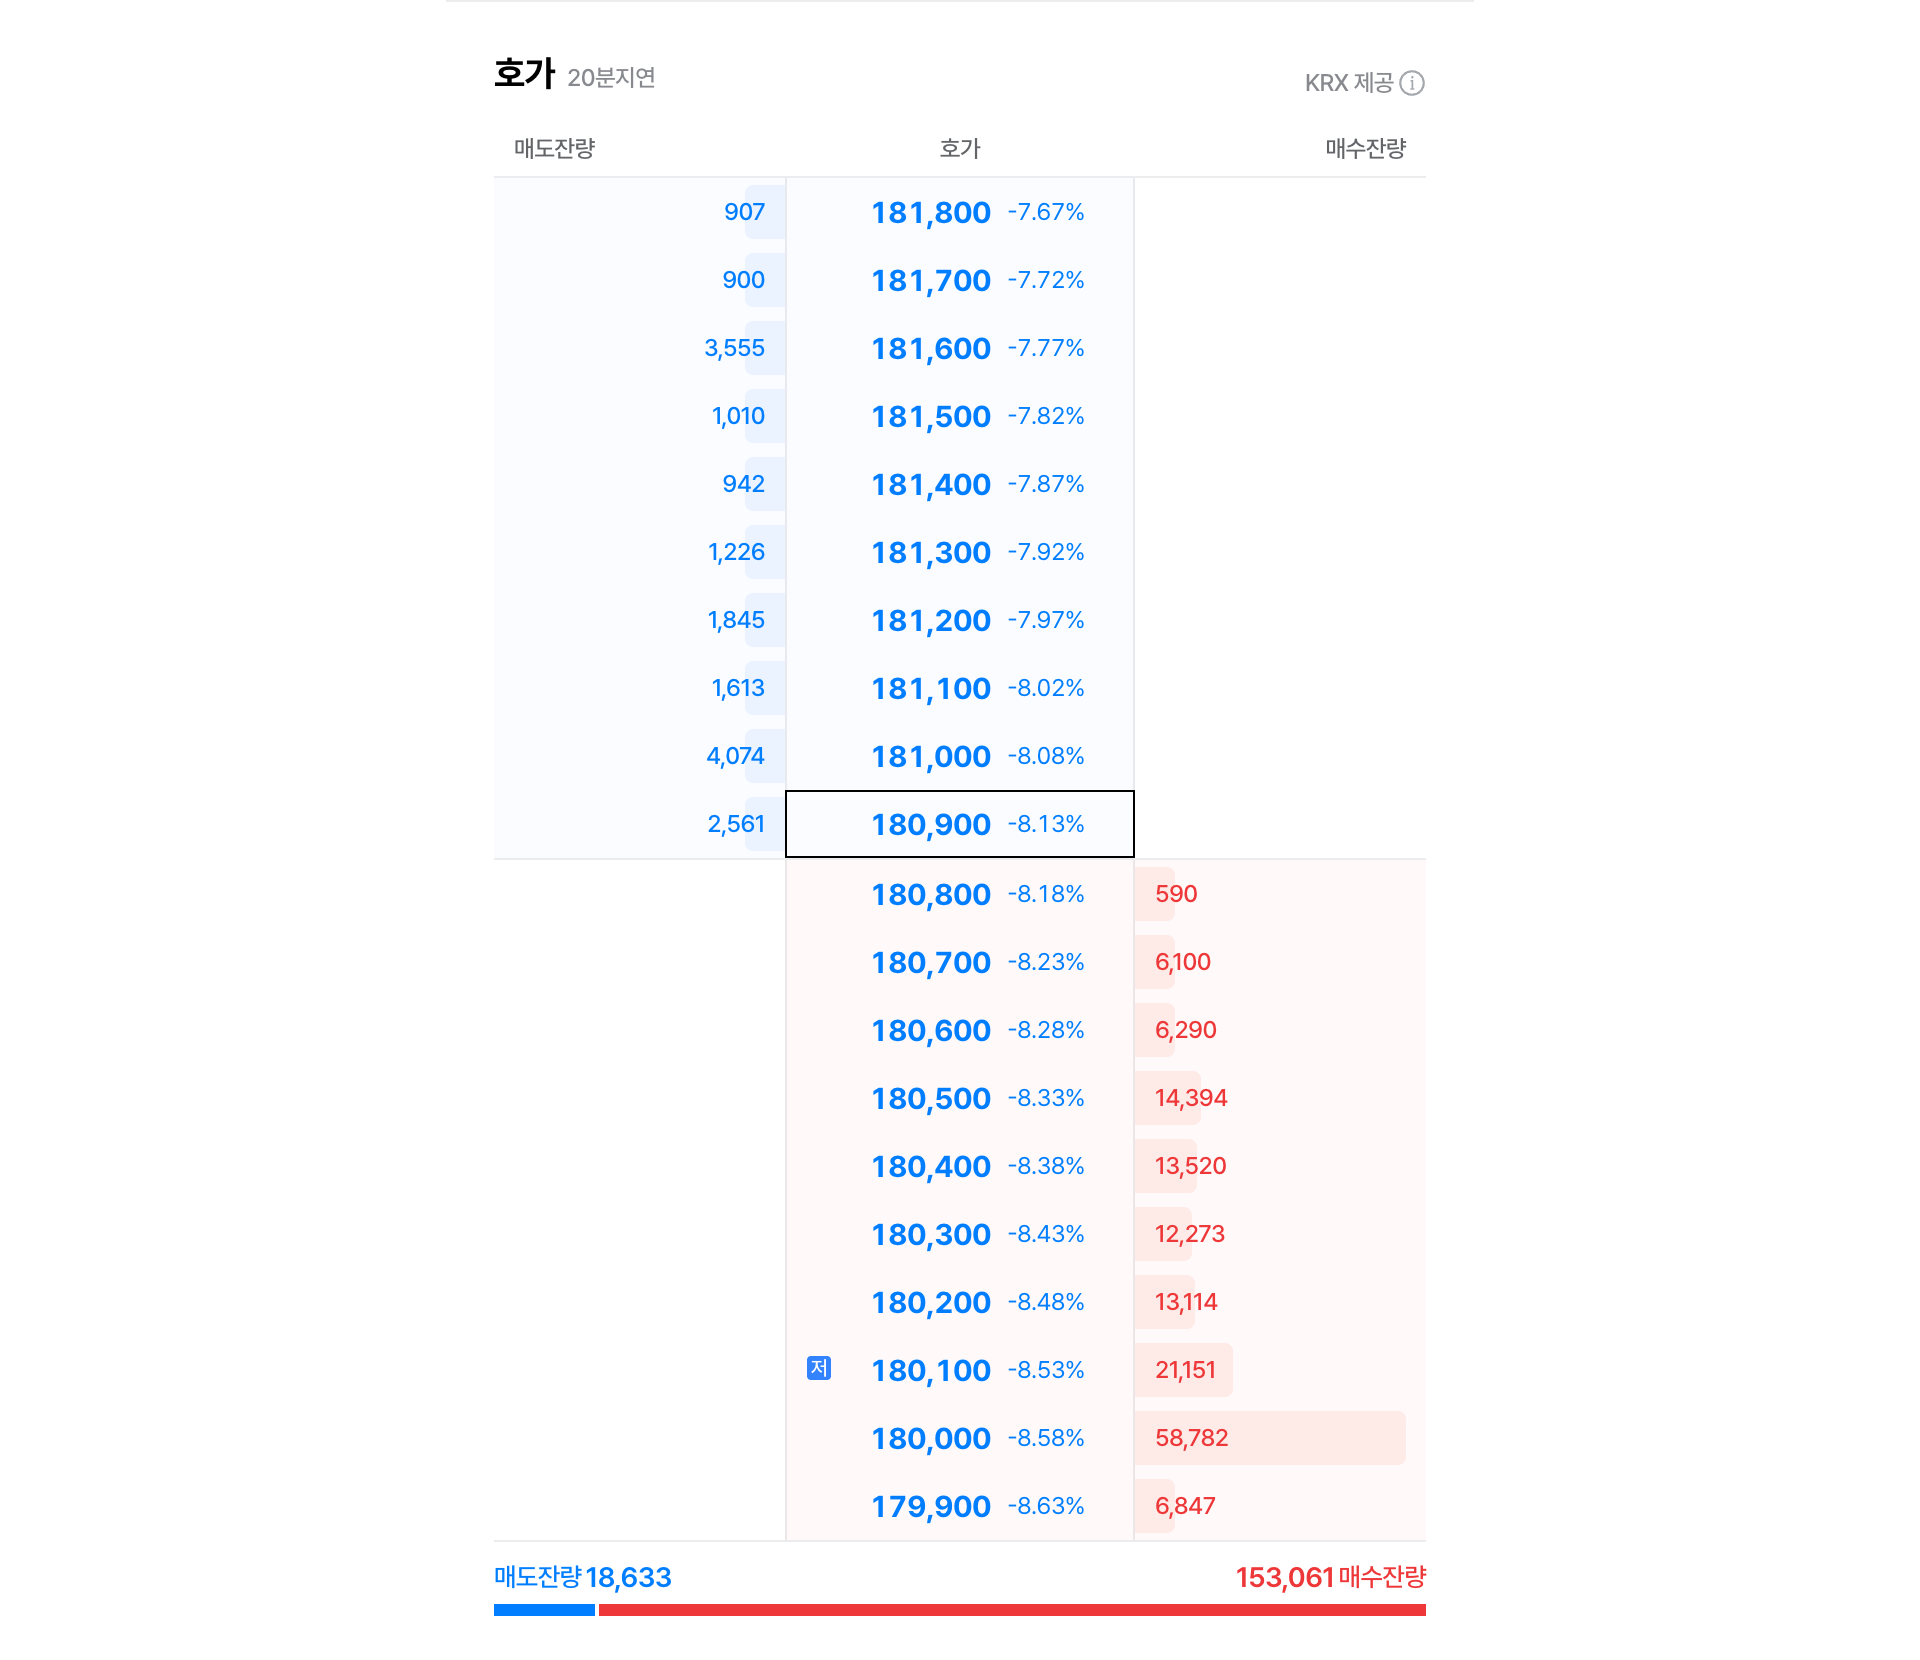 호가 20분지연 KRX 제공
매도잔량 호가 매수잔량
907 181,800 -7.67%
900 181,700 -7.72%
3,555 181,600 -7.77%
1,010 181,500 -7.82%
942 181,400 -7.87%
1,226 181,300 -7.92%
1,845 181,200 -7.97%
1,613 181,100 -8.02%
4,074 181,000 -8.08%
2,561 180,900 -8.13%
180,800 -8.18% 590
180,700 -8.23% 6,100
180,600 -8.28% 6,290
180,500 -8.33% 14,394
180,400 -8.38% 13,520
180,300 -8.43% 12,273
180,200 -8.48% 13,114
저 180,100 -8.53% 21,151
180,000 -8.58% 58,782
179,900 -8.63% 6,847
매도잔량 18,633 153,061 매수잔량